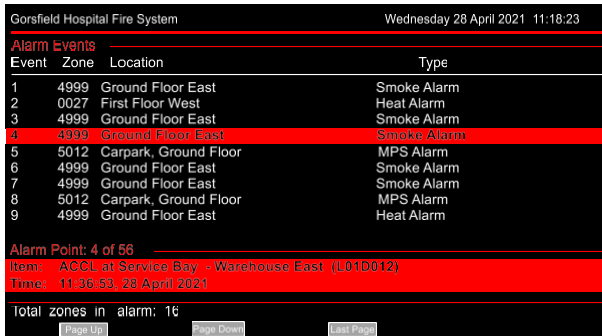 Gorsfield Hospital Fire System Wednesday 28 April 2021 11:18:23
Alarm Events
Event Zone Location Type
1 4999 Ground Floor East Smoke Alarm
2 0027 First Floor West Heat Alarm
3 4999 Ground Floor East Smoke Alarm
4 4999 Ground Floor East Smoke Alarm
5 5012 Carpark, Ground Floor MPS Alarm
6 4999 Ground Floor East Smoke Alarm
7 4999 Ground Floor East Smoke Alarm
8 5012 Carpark, Ground Floor MPS Alarm
9 4999 Ground Floor East Heat Alarm
Alarm Point: 4 of 56
Item: ACCL at Service Bay - Warehouse East (L01D012)
Time: 11:36:53, 28 April 2021
Total zones in alarm: 16
Page Up Page Down Last Page